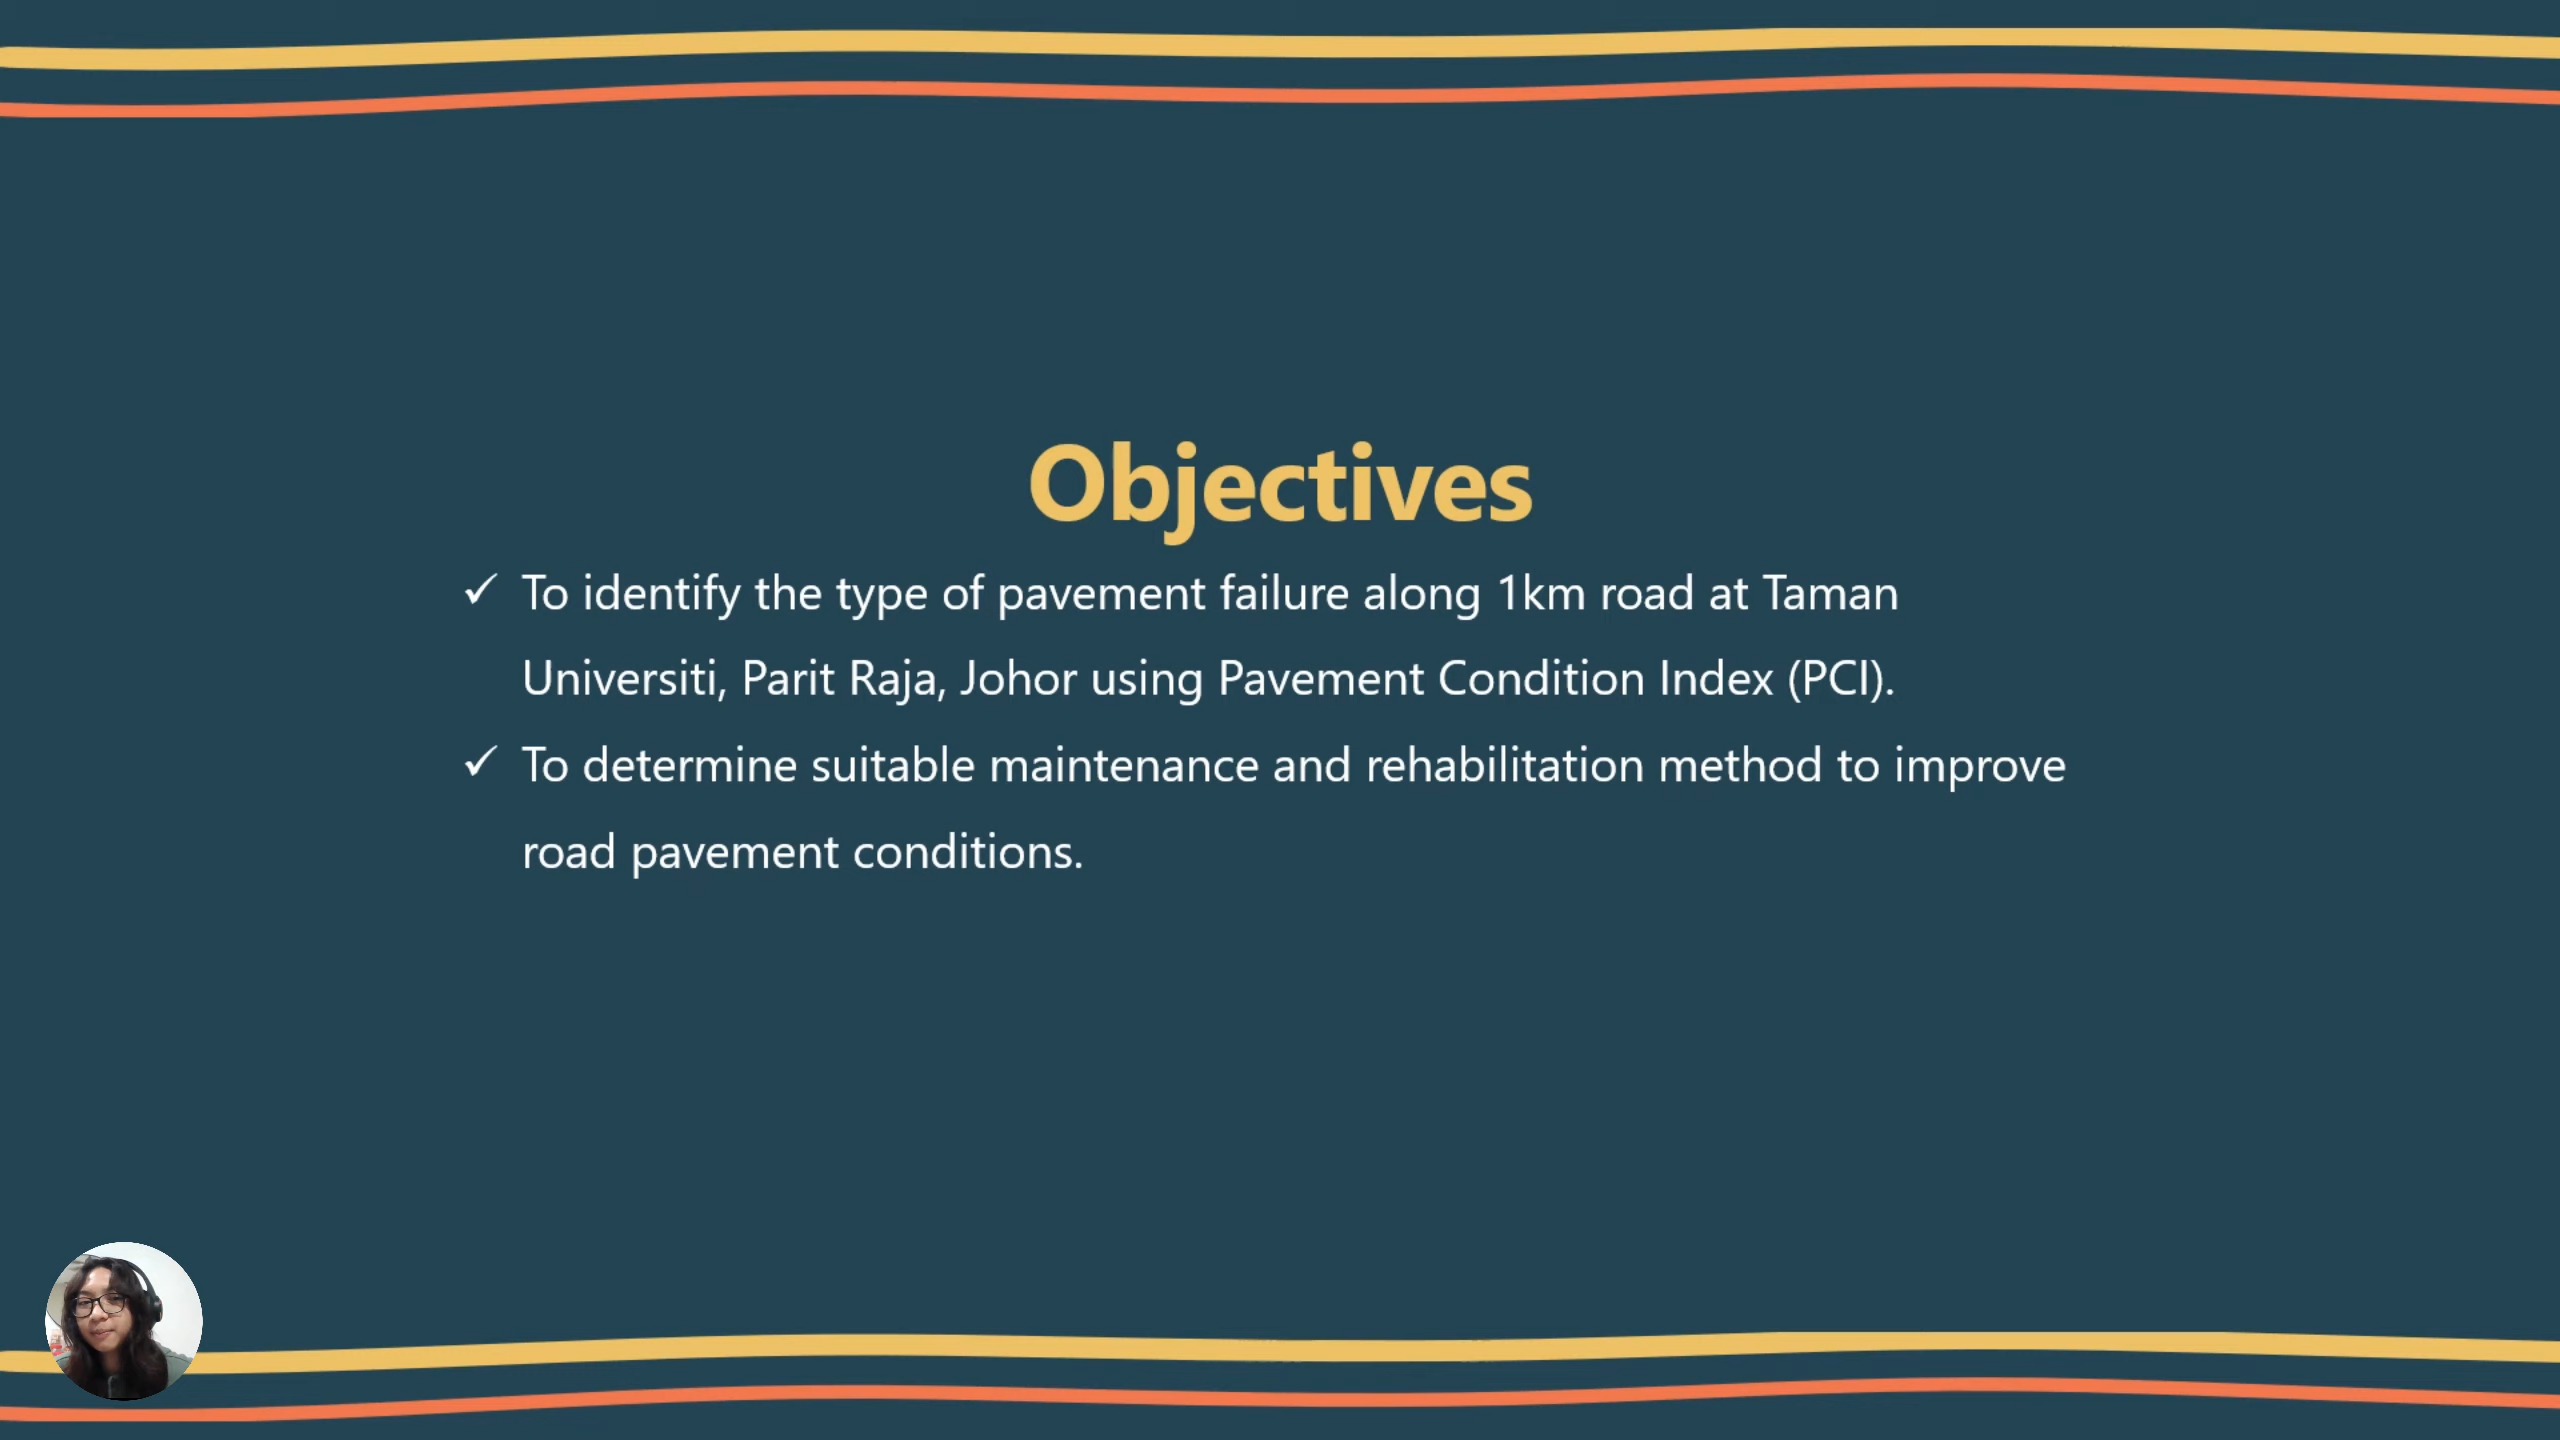 Objectives
✓ To identify the type of pavement failure along 1km road at Taman
Universiti, Parit Raja, Johor using Pavement Condition Index (PCI).
✓ To determine suitable maintenance and rehabilitation method to improve
road pavement conditions.